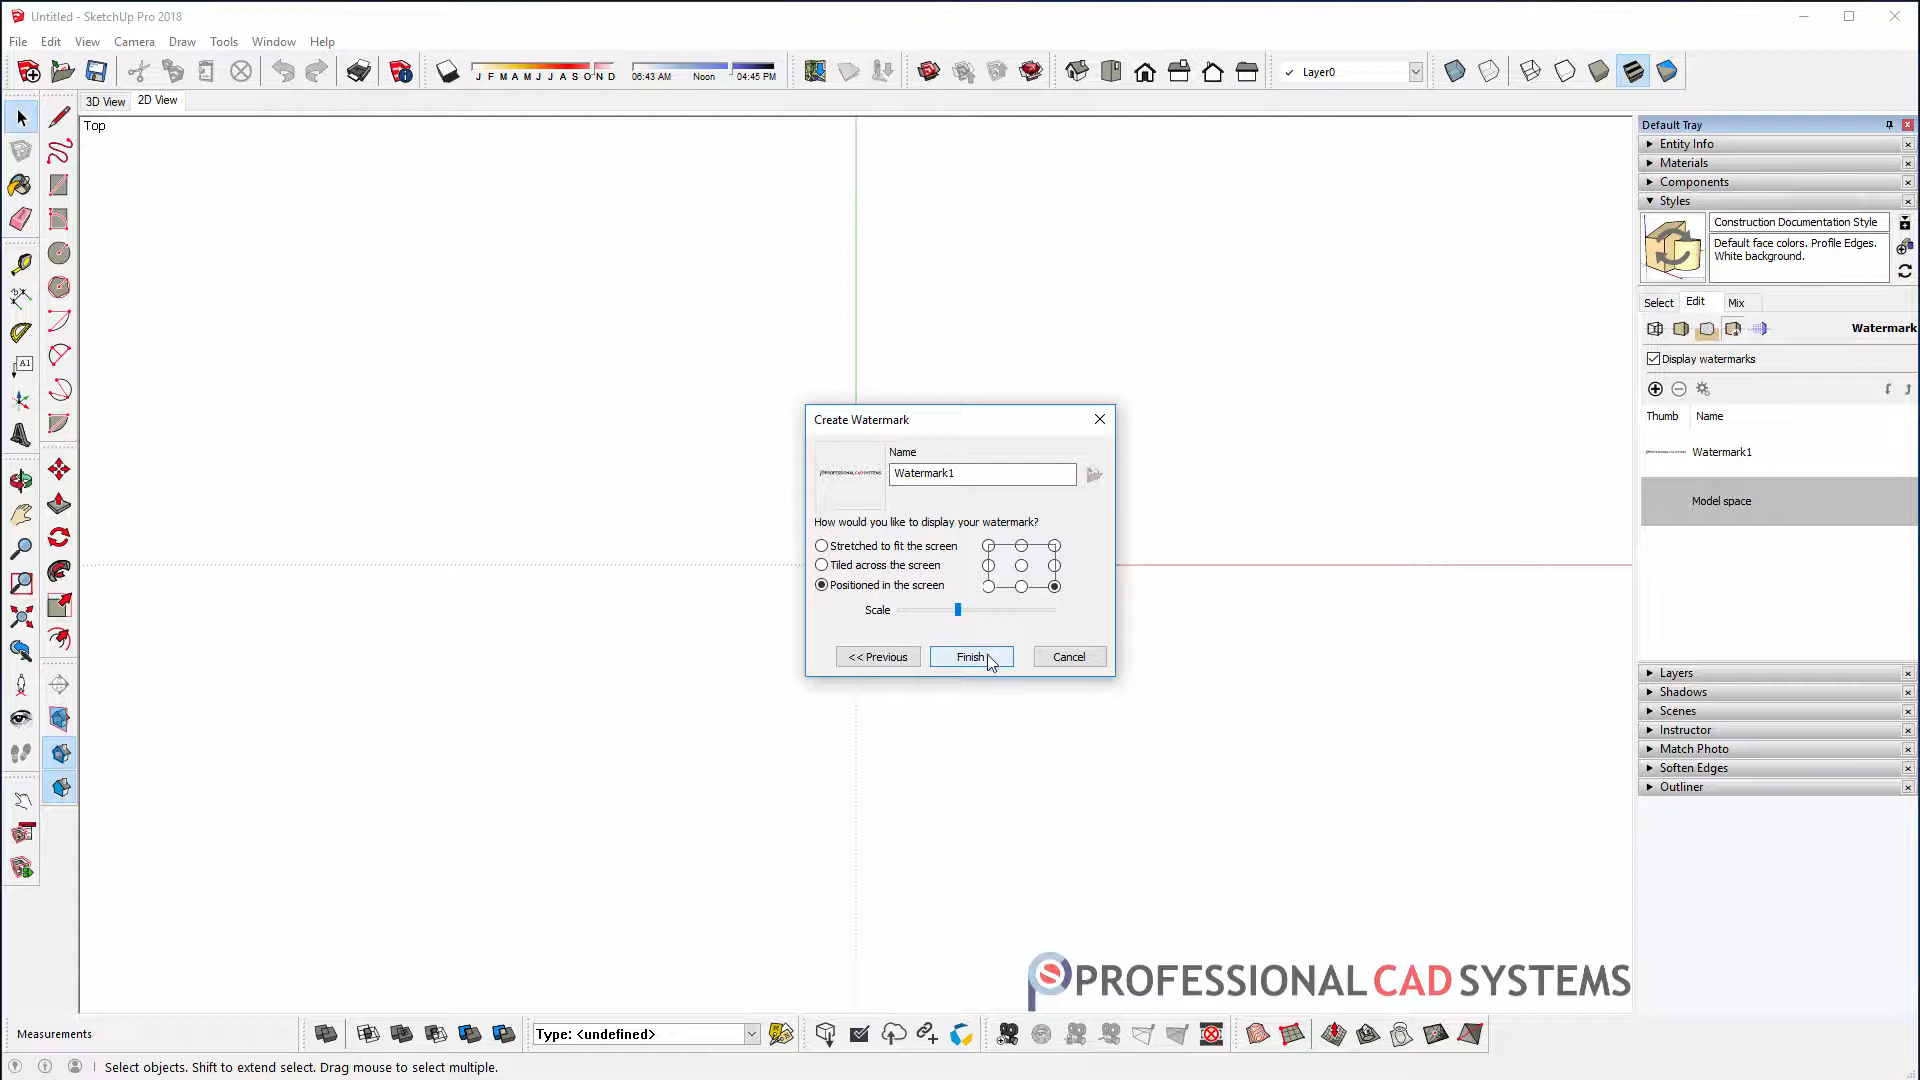 Untitled - SketchUp Pro 2018
File Edit View Camera Draw Tools Window Help
J F M A M J J A S O N D
06:43 AM Noon 04:45 PM
Layer0
3D View 2D View
Top
Default Tray
Entity Info
Materials
Components
Styles
Construction Documentation Style
Default face colors. Profile Edges.
White background.
Select Edit Mix
Watermark
Display watermarks
Thumb Name
Watermark1
Model space
Create Watermark
Name
PROFESSIONAL CAD SYSTEMS
Watermark1
How would you like to display your watermark?
Stretched to fit the screen
Tiled across the screen
Positioned in the screen
Scale
<< Previous Finish Cancel
Layers
Shadows
Scenes
Instructor
Match Photo
Soften Edges
Outliner
A1
PROFESSIONAL CAD SYSTEMS
Measurements
Type: <undefined>
Select objects. Shift to extend select. Drag mouse to select multiple.